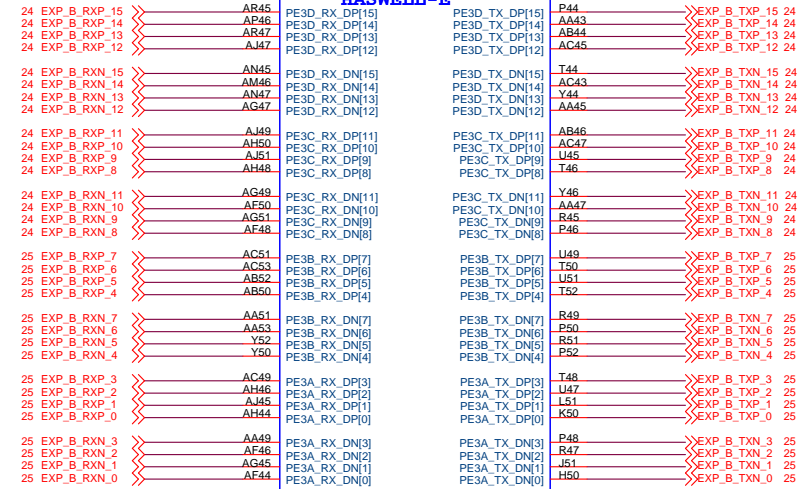 HASWELL-E
24 EXP_B_RXP_15 AR45 PE3D_RX_DP[15] PE3D_TX_DP[15] P44 EXP_B_TXP_15 24
24 EXP_B_RXP_14 AP46 PE3D_RX_DP[14] PE3D_TX_DP[14] AA43 EXP_B_TXP_14 24
24 EXP_B_RXP_13 AR47 PE3D_RX_DP[13] PE3D_TX_DP[13] AB44 EXP_B_TXP_13 24
24 EXP_B_RXP_12 AJ47 PE3D_RX_DP[12] PE3D_TX_DP[12] AC45 EXP_B_TXP_12 24
24 EXP_B_RXN_15 AN45 PE3D_RX_DN[15] PE3D_TX_DN[15] T44 EXP_B_TXN_15 24
24 EXP_B_RXN_14 AM46 PE3D_RX_DN[14] PE3D_TX_DN[14] AC43 EXP_B_TXN_14 24
24 EXP_B_RXN_13 AN47 PE3D_RX_DN[13] PE3D_TX_DN[13] Y44 EXP_B_TXN_13 24
24 EXP_B_RXN_12 AG47 PE3D_RX_DN[12] PE3D_TX_DN[12] AA45 EXP_B_TXN_12 24
24 EXP_B_RXP_11 AJ49 PE3C_RX_DP[11] PE3C_TX_DP[11] AB46 EXP_B_TXP_11 24
24 EXP_B_RXP_10 AH50 PE3C_RX_DP[10] PE3C_TX_DP[10] AC47 EXP_B_TXP_10 24
24 EXP_B_RXP_9 AJ51 PE3C_RX_DP[9] PE3C_TX_DP[9] U45 EXP_B_TXP_9 24
24 EXP_B_RXP_8 AH48 PE3C_RX_DP[8] PE3C_TX_DP[8] T46 EXP_B_TXP_8 24
24 EXP_B_RXN_11 AG49 PE3C_RX_DN[11] PE3C_TX_DN[11] Y46 EXP_B_TXN_11 24
24 EXP_B_RXN_10 AF50 PE3C_RX_DN[10] PE3C_TX_DN[10] AA47 EXP_B_TXN_10 24
24 EXP_B_RXN_9 AG51 PE3C_RX_DN[9] PE3C_TX_DN[9] R45 EXP_B_TXN_9 24
24 EXP_B_RXN_8 AF48 PE3C_RX_DN[8] PE3C_TX_DN[8] P46 EXP_B_TXN_8 24
25 EXP_B_RXP_7 AC51 PE3B_RX_DP[7] PE3B_TX_DP[7] U49 EXP_B_TXP_7 25
25 EXP_B_RXP_6 AC53 PE3B_RX_DP[6] PE3B_TX_DP[6] T50 EXP_B_TXP_6 25
25 EXP_B_RXP_5 AB52 PE3B_RX_DP[5] PE3B_TX_DP[5] U51 EXP_B_TXP_5 25
25 EXP_B_RXP_4 AB50 PE3B_RX_DP[4] PE3B_TX_DP[4] T52 EXP_B_TXP_4 25
25 EXP_B_RXN_7 AA51 PE3B_RX_DN[7] PE3B_TX_DN[7] R49 EXP_B_TXN_7 25
25 EXP_B_RXN_6 AA53 PE3B_RX_DN[6] PE3B_TX_DN[6] P50 EXP_B_TXN_6 25
25 EXP_B_RXN_5 Y52 PE3B_RX_DN[5] PE3B_TX_DN[5] R51 EXP_B_TXN_5 25
25 EXP_B_RXN_4 Y50 PE3B_RX_DN[4] PE3B_TX_DN[4] P52 EXP_B_TXN_4 25
25 EXP_B_RXP_3 AC49 PE3A_RX_DP[3] PE3A_TX_DP[3] T48 EXP_B_TXP_3 25
25 EXP_B_RXP_2 AH46 PE3A_RX_DP[2] PE3A_TX_DP[2] U47 EXP_B_TXP_2 25
25 EXP_B_RXP_1 AJ45 PE3A_RX_DP[1] PE3A_TX_DP[1] L51 EXP_B_TXP_1 25
25 EXP_B_RXP_0 AH44 PE3A_RX_DP[0] PE3A_TX_DP[0] K50 EXP_B_TXP_0 25
25 EXP_B_RXN_3 AA49 PE3A_RX_DN[3] PE3A_TX_DN[3] P48 EXP_B_TXN_3 25
25 EXP_B_RXN_2 AF46 PE3A_RX_DN[2] PE3A_TX_DN[2] R47 EXP_B_TXN_2 25
25 EXP_B_RXN_1 AG45 PE3A_RX_DN[1] PE3A_TX_DN[1] J51 EXP_B_TXN_1 25
25 EXP_B_RXN_0 AF44 PE3A_RX_DN[0] PE3A_TX_DN[0] H50 EXP_B_TXN_0 25